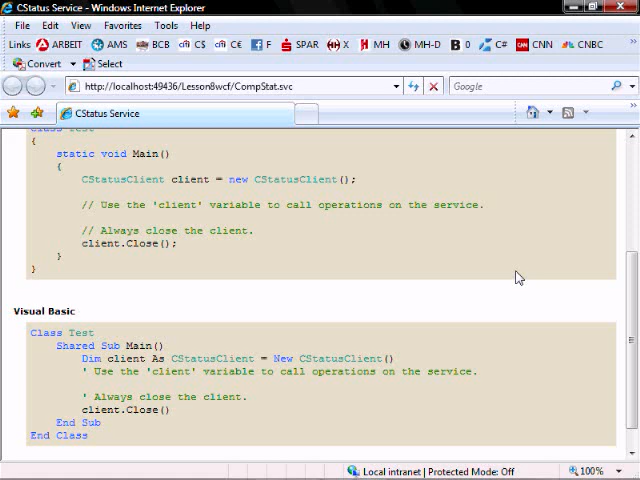 CStatus Service - Windows Internet Explorer
File Edit View Favorites Tools Help
Links ARBEIT AMS BCB C$ C€ F SPAR X MH MH-D 0 C# CNN CNBC
Convert Select
http://localhost:49436/Lesson8wcf/CompStat.svc Google
CStatus Service
class Test
{
static void Main()
{
CStatusClient client = new CStatusClient();
// Use the 'client' variable to call operations on the service.
// Always close the client.
client.Close();
}
}
Visual Basic
Class Test
Shared Sub Main()
Dim client As CStatusClient = New CStatusClient()
' Use the 'client' variable to call operations on the service.
' Always close the client.
client.Close()
End Sub
End Class
Local intranet | Protected Mode: Off 100%